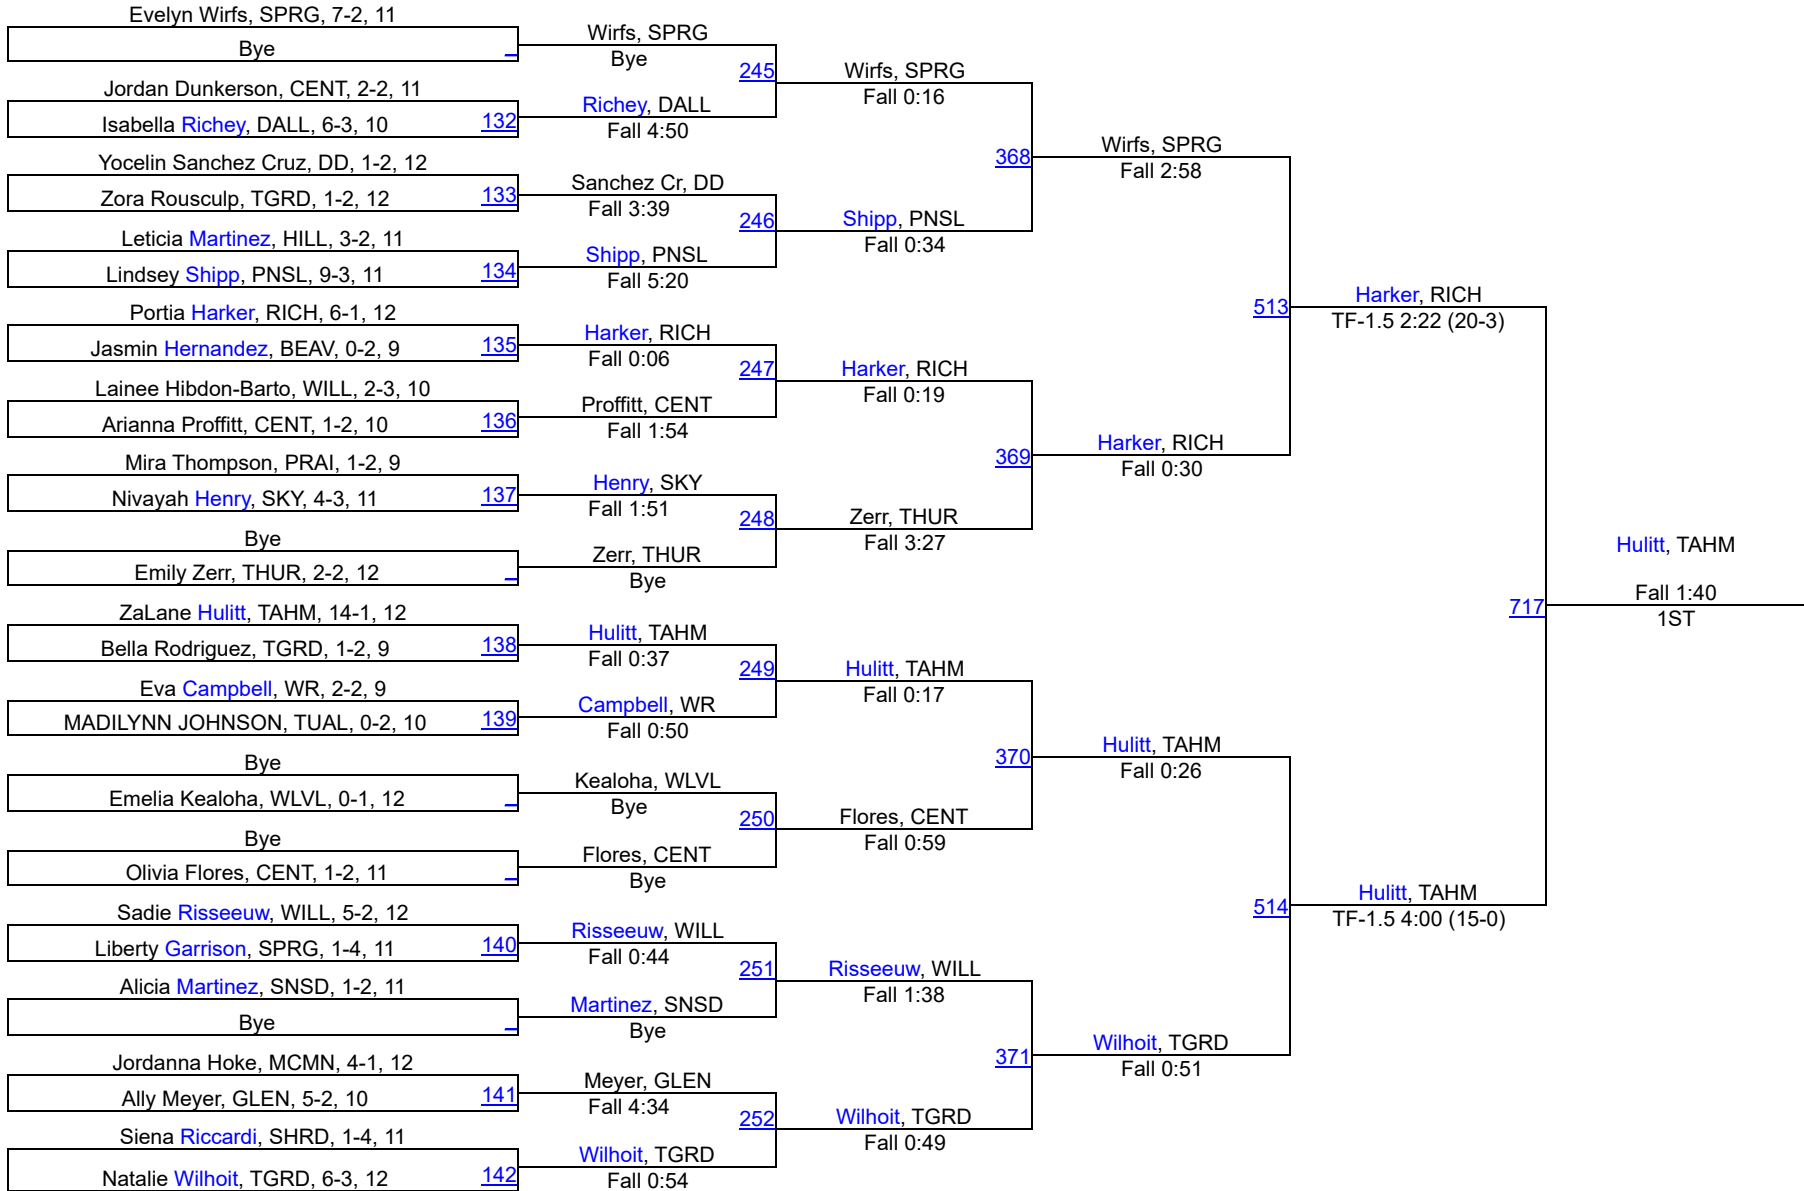 Evelyn Wirfs, SPRG, 7-2, 11
Bye
Jordan Dunkerson, CENT, 2-2, 11
Isabella Richey, DALL, 6-3, 10 132
Yocelin Sanchez Cruz, DD, 1-2, 12
Zora Rousculp, TGRD, 1-2, 12 133
Leticia Martinez, HILL, 3-2, 11
Lindsey Shipp, PNSL, 9-3, 11 134
Portia Harker, RICH, 6-1, 12
Jasmin Hernandez, BEAV, 0-2, 9 135
Lainee Hibdon-Barto, WILL, 2-3, 10
Arianna Proffitt, CENT, 1-2, 10 136
Mira Thompson, PRAI, 1-2, 9
Nivayah Henry, SKY, 4-3, 11 137
Bye
Emily Zerr, THUR, 2-2, 12
ZaLane Hulitt, TAHM, 14-1, 12
Bella Rodriguez, TGRD, 1-2, 9 138
Eva Campbell, WR, 2-2, 9
MADILYNN JOHNSON, TUAL, 0-2, 10 139
Bye
Emelia Kealoha, WLVL, 0-1, 12
Bye
Olivia Flores, CENT, 1-2, 11
Sadie Risseeuw, WILL, 5-2, 12
Liberty Garrison, SPRG, 1-4, 11 140
Alicia Martinez, SNSD, 1-2, 11
Bye
Jordanna Hoke, MCMN, 4-1, 12
Ally Meyer, GLEN, 5-2, 10 141
Siena Riccardi, SHRD, 1-4, 11
Natalie Wilhoit, TGRD, 6-3, 12 142
Wirfs, SPRG
Bye
245
Richey, DALL
Fall 4:50
Sanchez Cr, DD
Fall 3:39
246
Shipp, PNSL
Fall 5:20
Harker, RICH
Fall 0:06
247
Proffitt, CENT
Fall 1:54
Henry, SKY
Fall 1:51
248
Zerr, THUR
Bye
Hulitt, TAHM
Fall 0:37
249
Campbell, WR
Fall 0:50
Kealoha, WLVL
Bye
250
Flores, CENT
Bye
Risseeuw, WILL
Fall 0:44
251
Martinez, SNSD
Bye
Meyer, GLEN
Fall 4:34
252
Wilhoit, TGRD
Fall 0:54
Wirfs, SPRG
Fall 0:16
368
Shipp, PNSL
Fall 0:34
Harker, RICH
Fall 0:19
369
Zerr, THUR
Fall 3:27
Hulitt, TAHM
Fall 0:17
370
Flores, CENT
Fall 0:59
Risseeuw, WILL
Fall 1:38
371
Wilhoit, TGRD
Fall 0:49
Wirfs, SPRG
Fall 2:58
513
Harker, RICH
Fall 0:30
Hulitt, TAHM
Fall 0:26
514
Wilhoit, TGRD
Fall 0:51
Harker, RICH
TF-1.5 2:22 (20-3)
717
Hulitt, TAHM
TF-1.5 4:00 (15-0)
Hulitt, TAHM
Fall 1:40
1ST